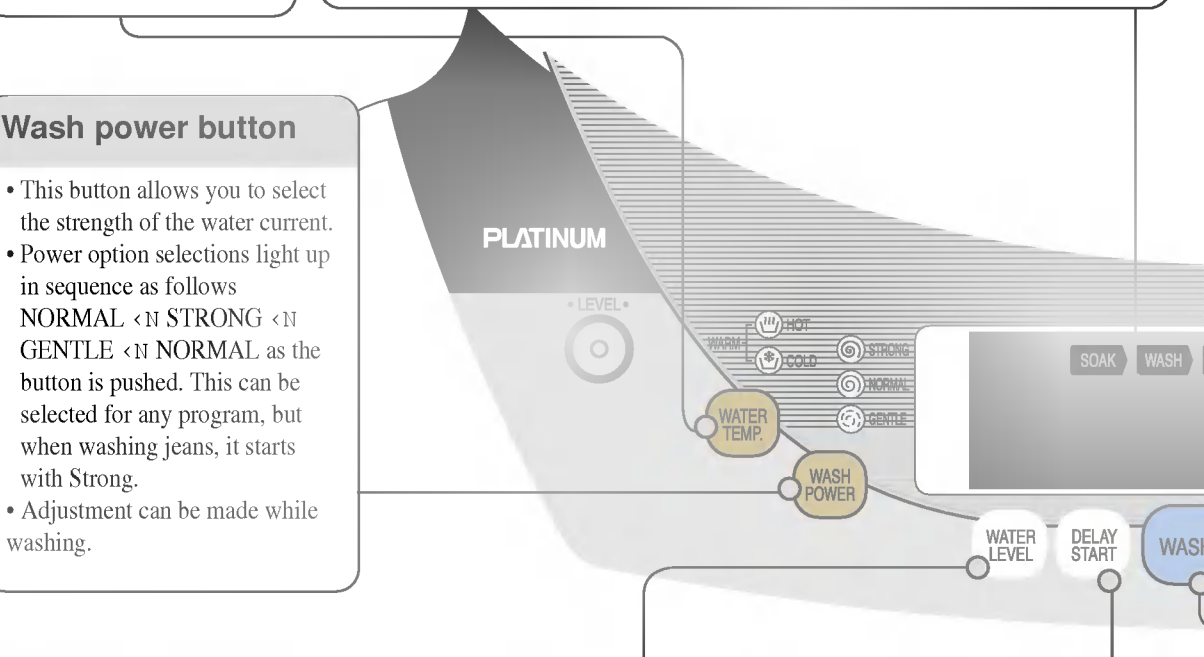 Wash power button
• This button allows you to select
the strength of the water current.
• Power option selections light up
in sequence as follows
NORMAL ‹N STRONG ‹N
GENTLE ‹N NORMAL as the
button is pushed. This can be
selected for any program, but
when washing jeans, it starts
with Strong.
• Adjustment can be made while
washing.
PLATINUM
• LEVEL •
HOT
WARM
COLD
STRONG
NORMAL
GENTLE
SOAK
WASH
WATER
TEMP.
WASH
POWER
WATER
LEVEL
DELAY
START
WASH